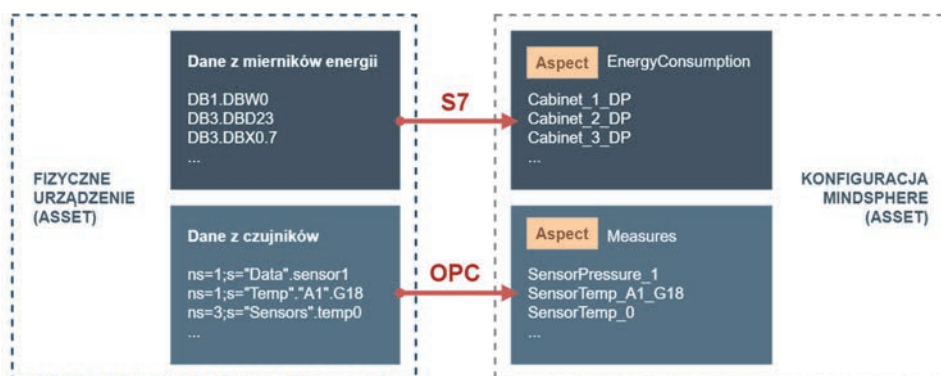 FIZYCZNE
URZĄDZENIE
(ASSET)
Dane z mierników energii
DB1.DBW0
DB3.DBD23
DB3.DBX0.7
...
Dane z czujników
ns=1;s="Data".sensor1
ns=1;s="Temp"."A1".G18
ns=3;s="Sensors".temp0
...
S7
OPC
Aspect EnergyConsumption
Cabinet_1_DP
Cabinet_2_DP
Cabinet_3_DP
...
Aspect Measures
SensorPressure_1
SensorTemp_A1_G18
SensorTemp_0
...
KONFIGURACJA
MINDSPHERE
(ASSET)